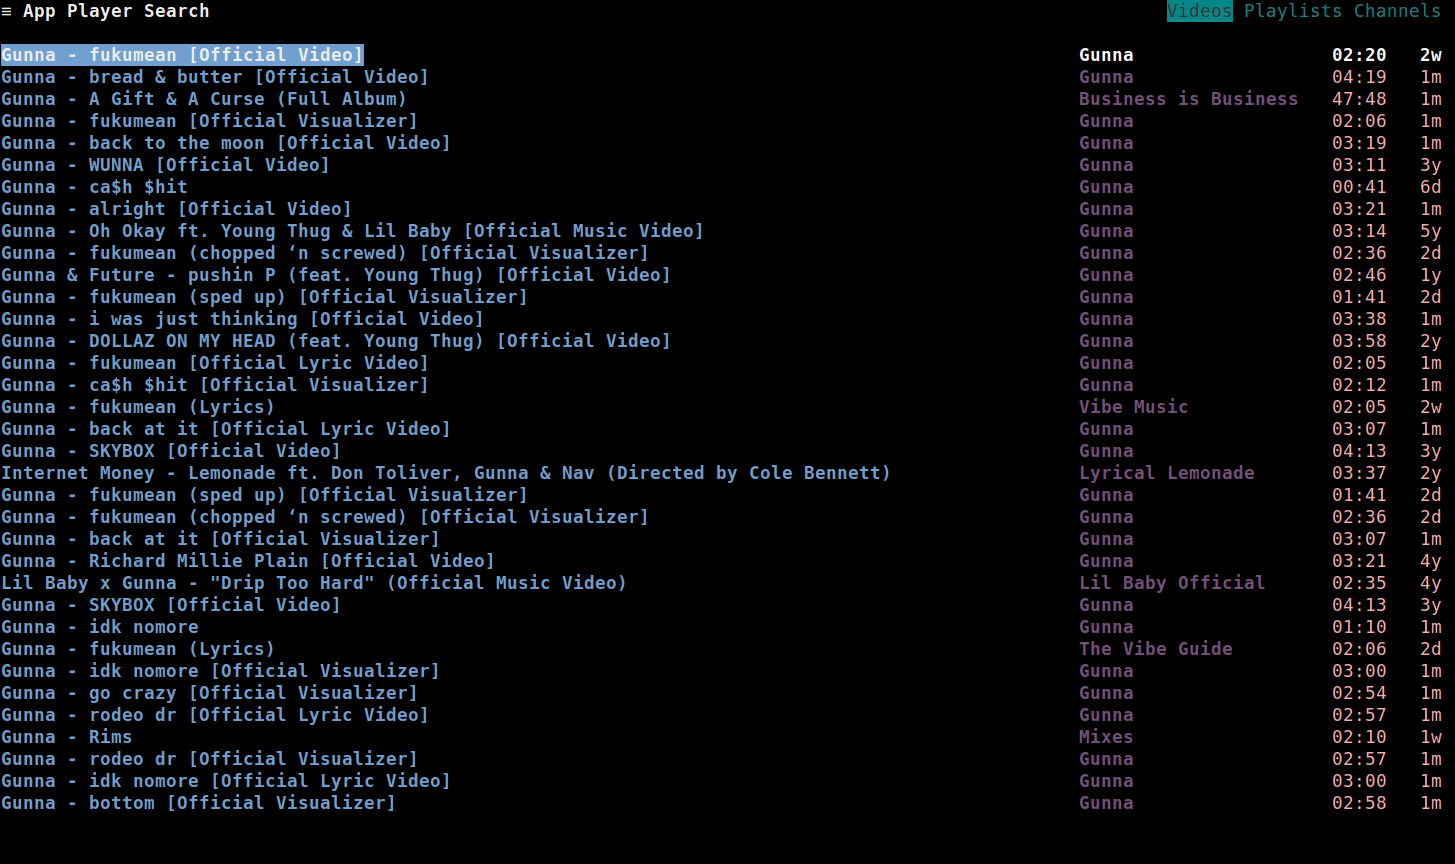 ≡ App Player Search Videos Playlists Channels
Gunna - fukumean [Official Video] Gunna 02:20 2w
Gunna - bread & butter [Official Video] Gunna 04:19 1m
Gunna - A Gift & A Curse (Full Album) Business is Business 47:48 1m
Gunna - fukumean [Official Visualizer] Gunna 02:06 1m
Gunna - back to the moon [Official Video] Gunna 03:19 1m
Gunna - WUNNA [Official Video] Gunna 03:11 3y
Gunna - ca$h $hit Gunna 00:41 6d
Gunna - alright [Official Video] Gunna 03:21 1m
Gunna - Oh Okay ft. Young Thug & Lil Baby [Official Music Video] Gunna 03:14 5y
Gunna - fukumean (chopped ‘n screwed) [Official Visualizer] Gunna 02:36 2d
Gunna & Future - pushin P (feat. Young Thug) [Official Video] Gunna 02:46 1y
Gunna - fukumean (sped up) [Official Visualizer] Gunna 01:41 2d
Gunna - i was just thinking [Official Video] Gunna 03:38 1m
Gunna - DOLLAZ ON MY HEAD (feat. Young Thug) [Official Video] Gunna 03:58 2y
Gunna - fukumean [Official Lyric Video] Gunna 02:05 1m
Gunna - ca$h $hit [Official Visualizer] Gunna 02:12 1m
Gunna - fukumean (Lyrics) Vibe Music 02:05 2w
Gunna - back at it [Official Lyric Video] Gunna 03:07 1m
Gunna - SKYBOX [Official Video] Gunna 04:13 3y
Internet Money - Lemonade ft. Don Toliver, Gunna & Nav (Directed by Cole Bennett) Lyrical Lemonade 03:37 2y
Gunna - fukumean (sped up) [Official Visualizer] Gunna 01:41 2d
Gunna - fukumean (chopped ‘n screwed) [Official Visualizer] Gunna 02:36 2d
Gunna - back at it [Official Visualizer] Gunna 03:07 1m
Gunna - Richard Millie Plain [Official Video] Gunna 03:21 4y
Lil Baby x Gunna - "Drip Too Hard" (Official Music Video) Lil Baby Official 02:35 4y
Gunna - SKYBOX [Official Video] Gunna 04:13 3y
Gunna - idk nomore Gunna 01:10 1m
Gunna - fukumean (Lyrics) The Vibe Guide 02:06 2d
Gunna - idk nomore [Official Visualizer] Gunna 03:00 1m
Gunna - go crazy [Official Visualizer] Gunna 02:54 1m
Gunna - rodeo dr [Official Lyric Video] Gunna 02:57 1m
Gunna - Rims Mixes 02:10 1w
Gunna - rodeo dr [Official Visualizer] Gunna 02:57 1m
Gunna - idk nomore [Official Lyric Video] Gunna 03:00 1m
Gunna - bottom [Official Visualizer] Gunna 02:58 1m